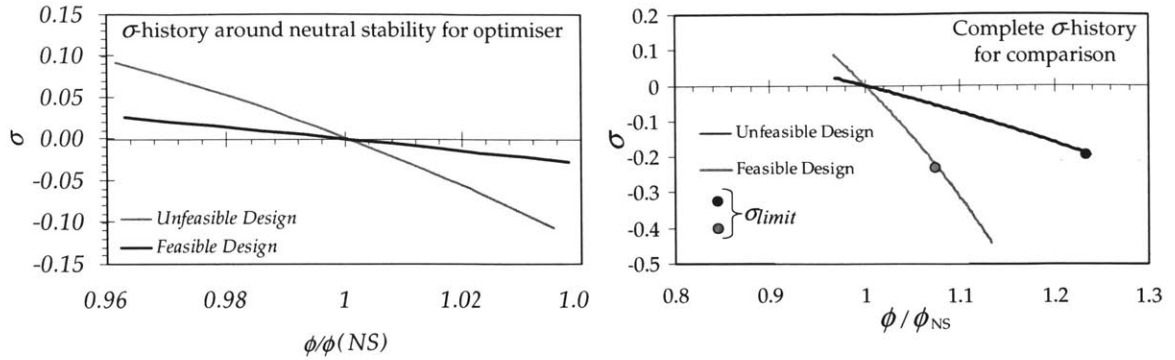 σ-history around neutral stability for optimiser
0.15
0.10
0.05
0.00
-0.05
-0.10
-0.15
σ
Unfeasible Design
Feasible Design
0.96
0.98
1
1.02
1.0
ϕ/ϕ(NS)
Complete σ-history
for comparison
0.2
0.1
0
-0.1
-0.2
-0.3
-0.4
-0.5
σ
Unfeasible Design
Feasible Design
σlimit
0.8
0.9
1
1.1
1.2
1.3
ϕ / ϕNS